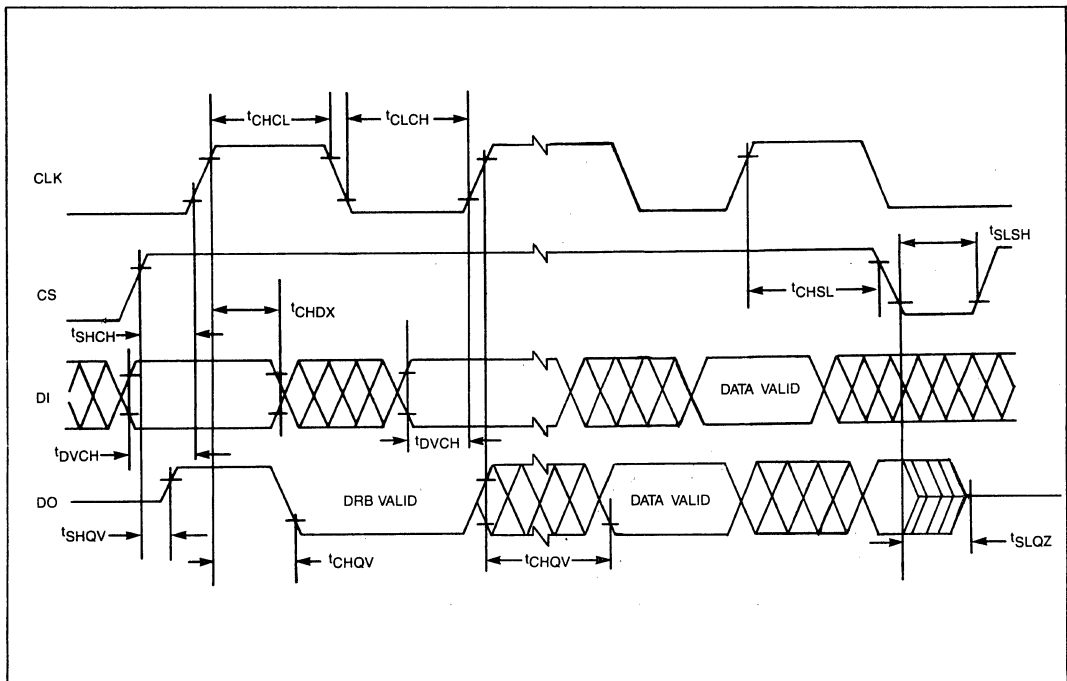 tCHCL
tCLCH
CLK
tSLSH
CS
tCHDX
tCHSL
tSHCH
DI
DATA VALID
tDVCH
tDVCH
DO
DRB VALID
DATA VALID
tSHQV
tCHQV
tCHQV
tSLQZ